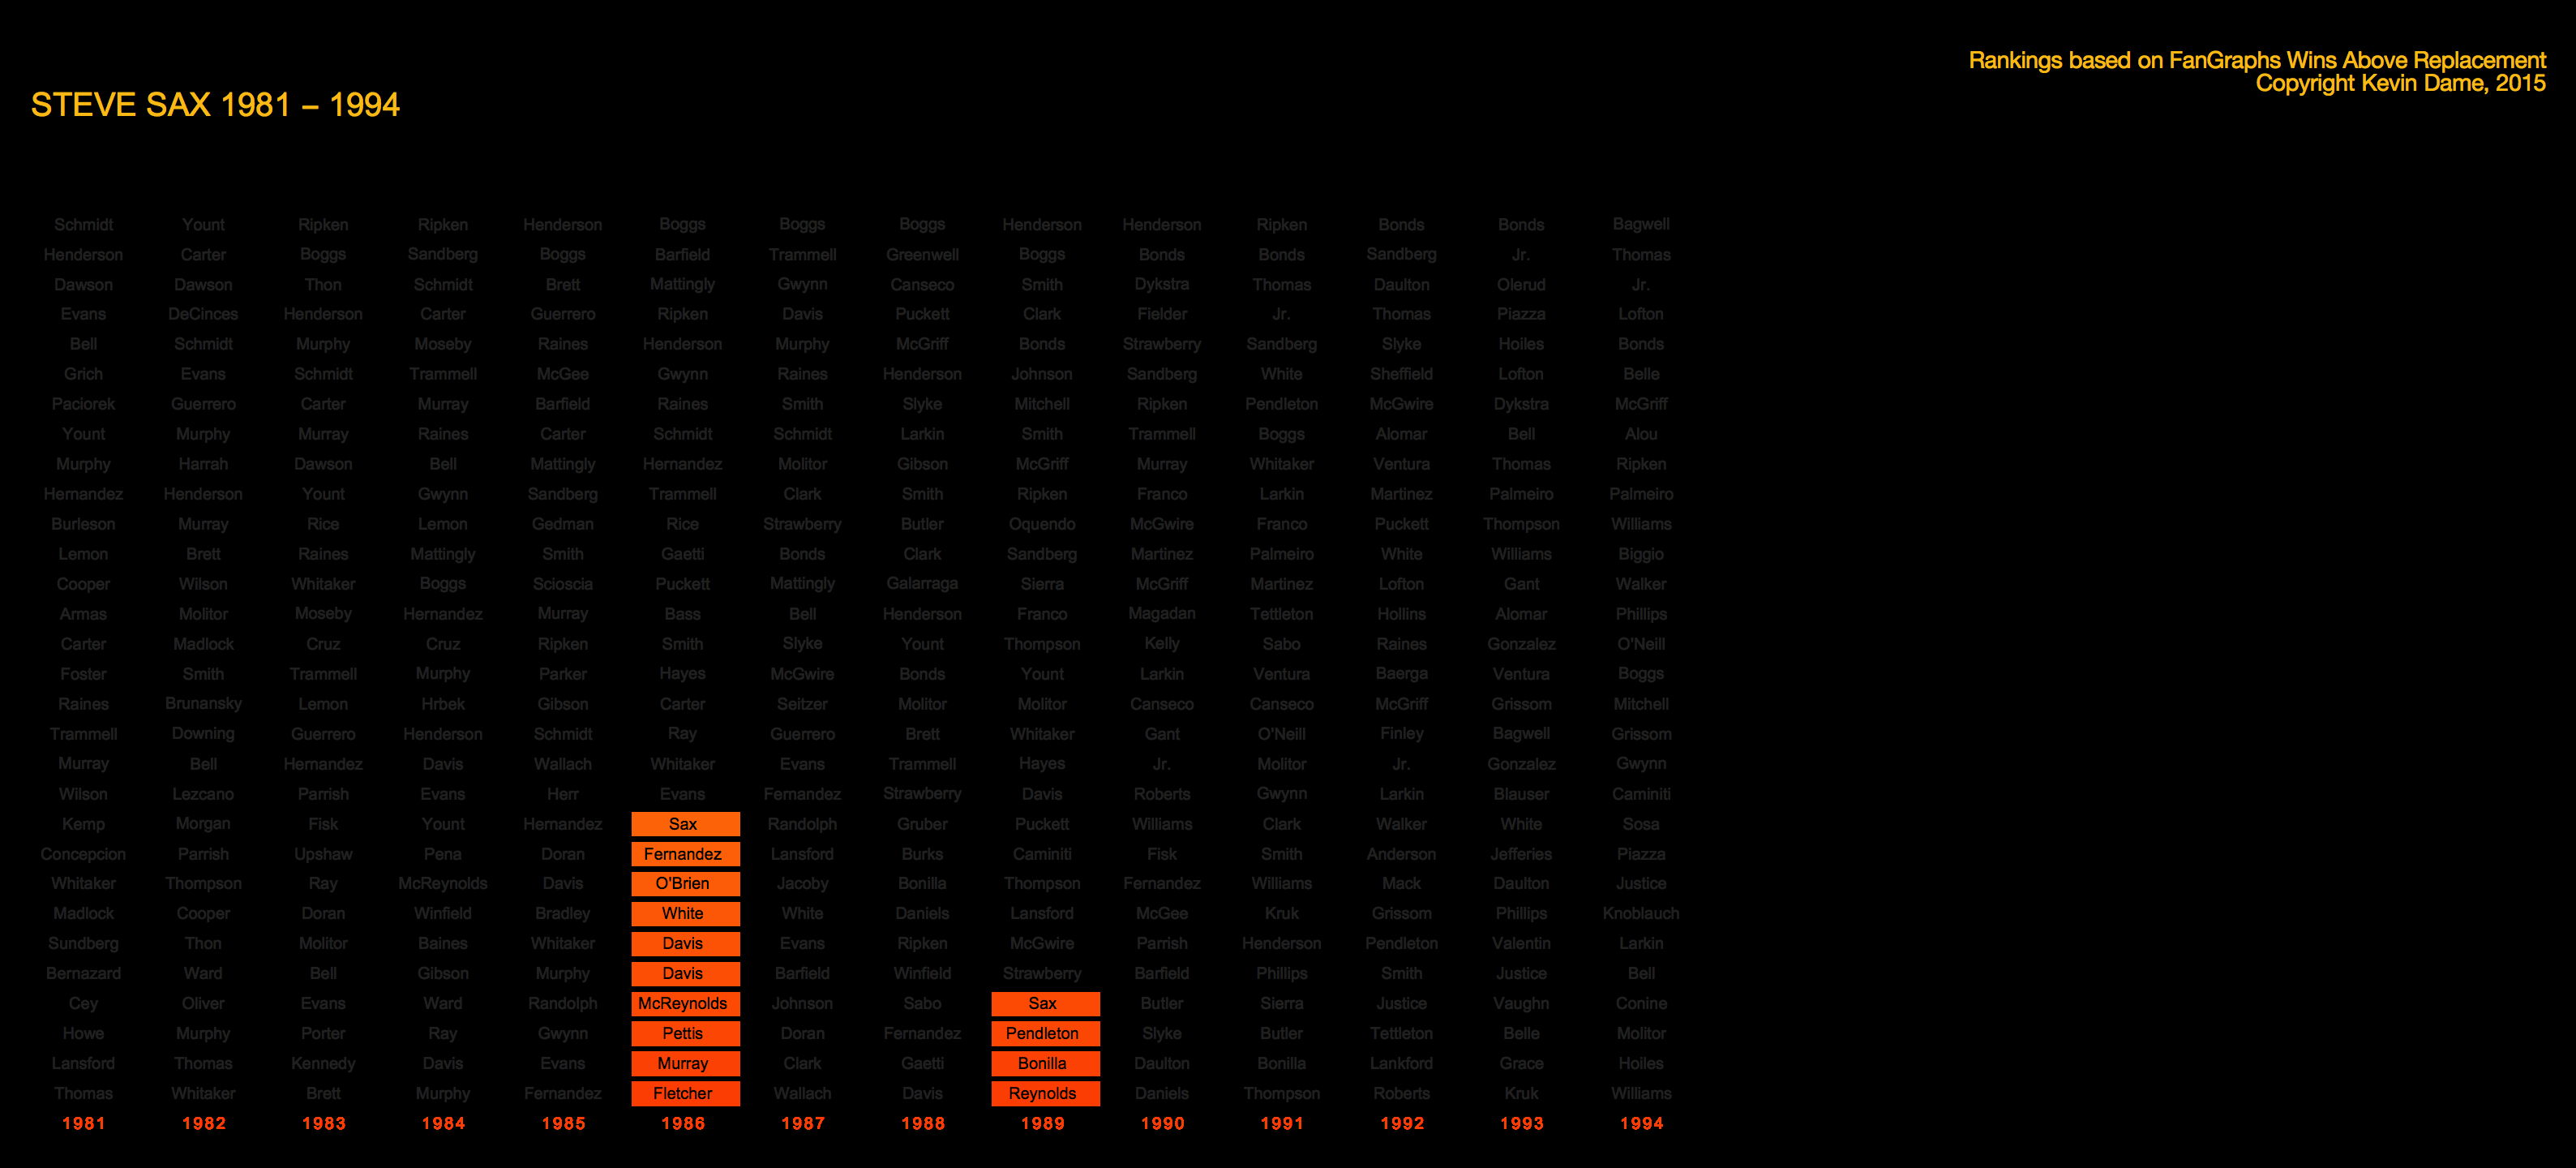 Rankings based on FanGraphs Wins Above Replacement
Copyright Kevin Dame, 2015
STEVE SAX 1981 – 1994
Schmidt Yount Ripken Ripken Henderson Boggs Boggs Boggs Henderson Henderson Ripken Bonds Bonds Bagwell
Henderson Carter Boggs Sandberg Boggs Barfield Trammell Greenwell Boggs Bonds Bonds Sandberg Jr. Thomas
Dawson Dawson Thon Schmidt Brett Mattingly Gwynn Canseco Smith Dykstra Thomas Daulton Olerud Jr.
Evans DeCinces Henderson Carter Guerrero Ripken Davis Puckett Clark Fielder Jr. Thomas Piazza Lofton
Bell Schmidt Murphy Moseby Raines Henderson Murphy McGriff Bonds Strawberry Sandberg Slyke Hoiles Bonds
Grich Evans Schmidt Trammell McGee Gwynn Raines Henderson Johnson Sandberg White Sheffield Lofton Belle
Paciorek Guerrero Carter Murray Barfield Raines Smith Slyke Mitchell Ripken Pendleton McGwire Dykstra McGriff
Yount Murphy Murray Raines Carter Schmidt Schmidt Larkin Smith Trammell Boggs Alomar Bell Alou
Murphy Harrah Dawson Bell Mattingly Hernandez Molitor Gibson McGriff Murray Whitaker Ventura Thomas Ripken
Hernandez Henderson Yount Gwynn Sandberg Trammell Clark Smith Ripken Franco Larkin Martinez Palmeiro Palmeiro
Burleson Murray Rice Lemon Gedman Rice Strawberry Butler Oquendo McGwire Franco Puckett Thompson Williams
Lemon Brett Raines Mattingly Smith Gaetti Bonds Clark Sandberg Martinez Palmeiro White Williams Biggio
Cooper Wilson Whitaker Boggs Scioscia Puckett Mattingly Galarraga Sierra McGriff Martinez Lofton Gant Walker
Armas Molitor Moseby Hernandez Murray Bass Bell Henderson Franco Magadan Tettleton Hollins Alomar Phillips
Carter Madlock Cruz Cruz Ripken Smith Slyke Yount Thompson Kelly Sabo Raines Gonzalez O'Neill
Foster Smith Trammell Murphy Parker Hayes McGwire Bonds Yount Larkin Ventura Baerga Ventura Boggs
Raines Brunansky Lemon Hrbek Gibson Carter Seitzer Molitor Molitor Canseco Canseco McGriff Grissom Mitchell
Trammell Downing Guerrero Henderson Schmidt Ray Guerrero Brett Whitaker Gant O'Neill Finley Bagwell Grissom
Murray Bell Hernandez Davis Wallach Whitaker Evans Trammell Hayes Jr. Molitor Jr. Gonzalez Gwynn
Wilson Lezcano Parrish Evans Herr Evans Fernandez Strawberry Davis Roberts Gwynn Larkin Blauser Caminiti
Kemp Morgan Fisk Yount Hernandez Sax Randolph Gruber Puckett Williams Clark Walker White Sosa
Concepcion Parrish Upshaw Pena Doran Fernandez Lansford Burks Caminiti Fisk Smith Anderson Jefferies Piazza
Whitaker Thompson Ray McReynolds Davis O'Brien Jacoby Bonilla Thompson Fernandez Williams Mack Daulton Justice
Madlock Cooper Doran Winfield Bradley White White Daniels Lansford McGee Kruk Grissom Phillips Knoblauch
Sundberg Thon Molitor Baines Whitaker Davis Evans Ripken McGwire Parrish Henderson Pendleton Valentin Larkin
Bernazard Ward Bell Gibson Murphy Davis Barfield Winfield Strawberry Barfield Phillips Smith Justice Bell
Cey Oliver Evans Ward Randolph McReynolds Johnson Sabo Sax Butler Sierra Justice Vaughn Conine
Howe Murphy Porter Ray Gwynn Pettis Doran Fernandez Pendleton Slyke Butler Tettleton Belle Molitor
Lansford Thomas Kennedy Davis Evans Murray Clark Gaetti Bonilla Daulton Bonilla Lankford Grace Hoiles
Thomas Whitaker Brett Murphy Fernandez Fletcher Wallach Davis Reynolds Daniels Thompson Roberts Kruk Williams
1981 1982 1983 1984 1985 1986 1987 1988 1989 1990 1991 1992 1993 1994